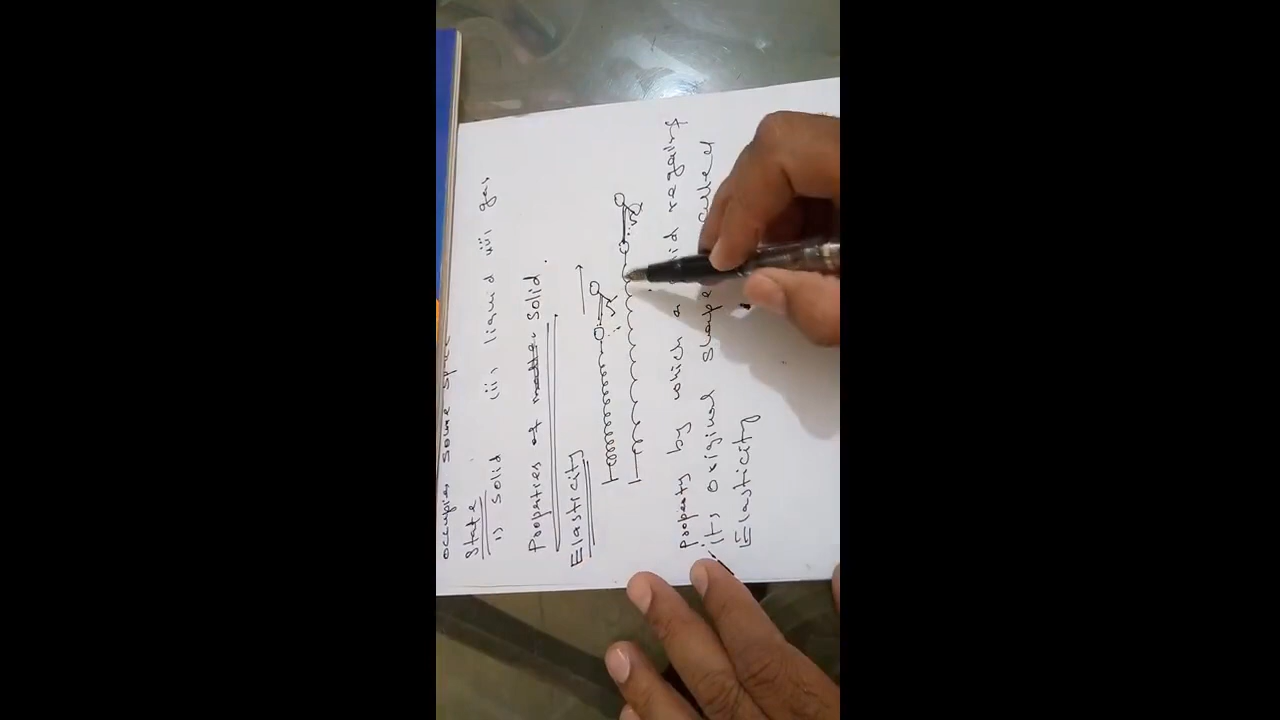 occupies some space
State
i) Solid (ii) liquid iii) gas
Properties of matter Solid.
Elasticity
Property by which a solid regains
its original shape called
Elasticity